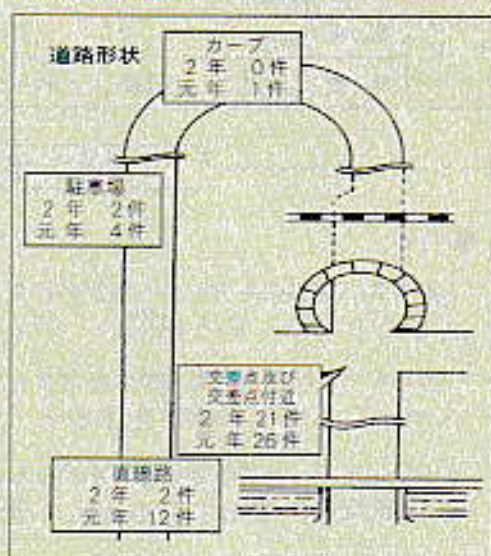 道路形状
カーブ
2年 0件
元年 1件
駐車場
2年 2件
元年 4件
交差点及び
交差点付近
2年 21件
元年 26件
直線路
2年 2件
元年 12件